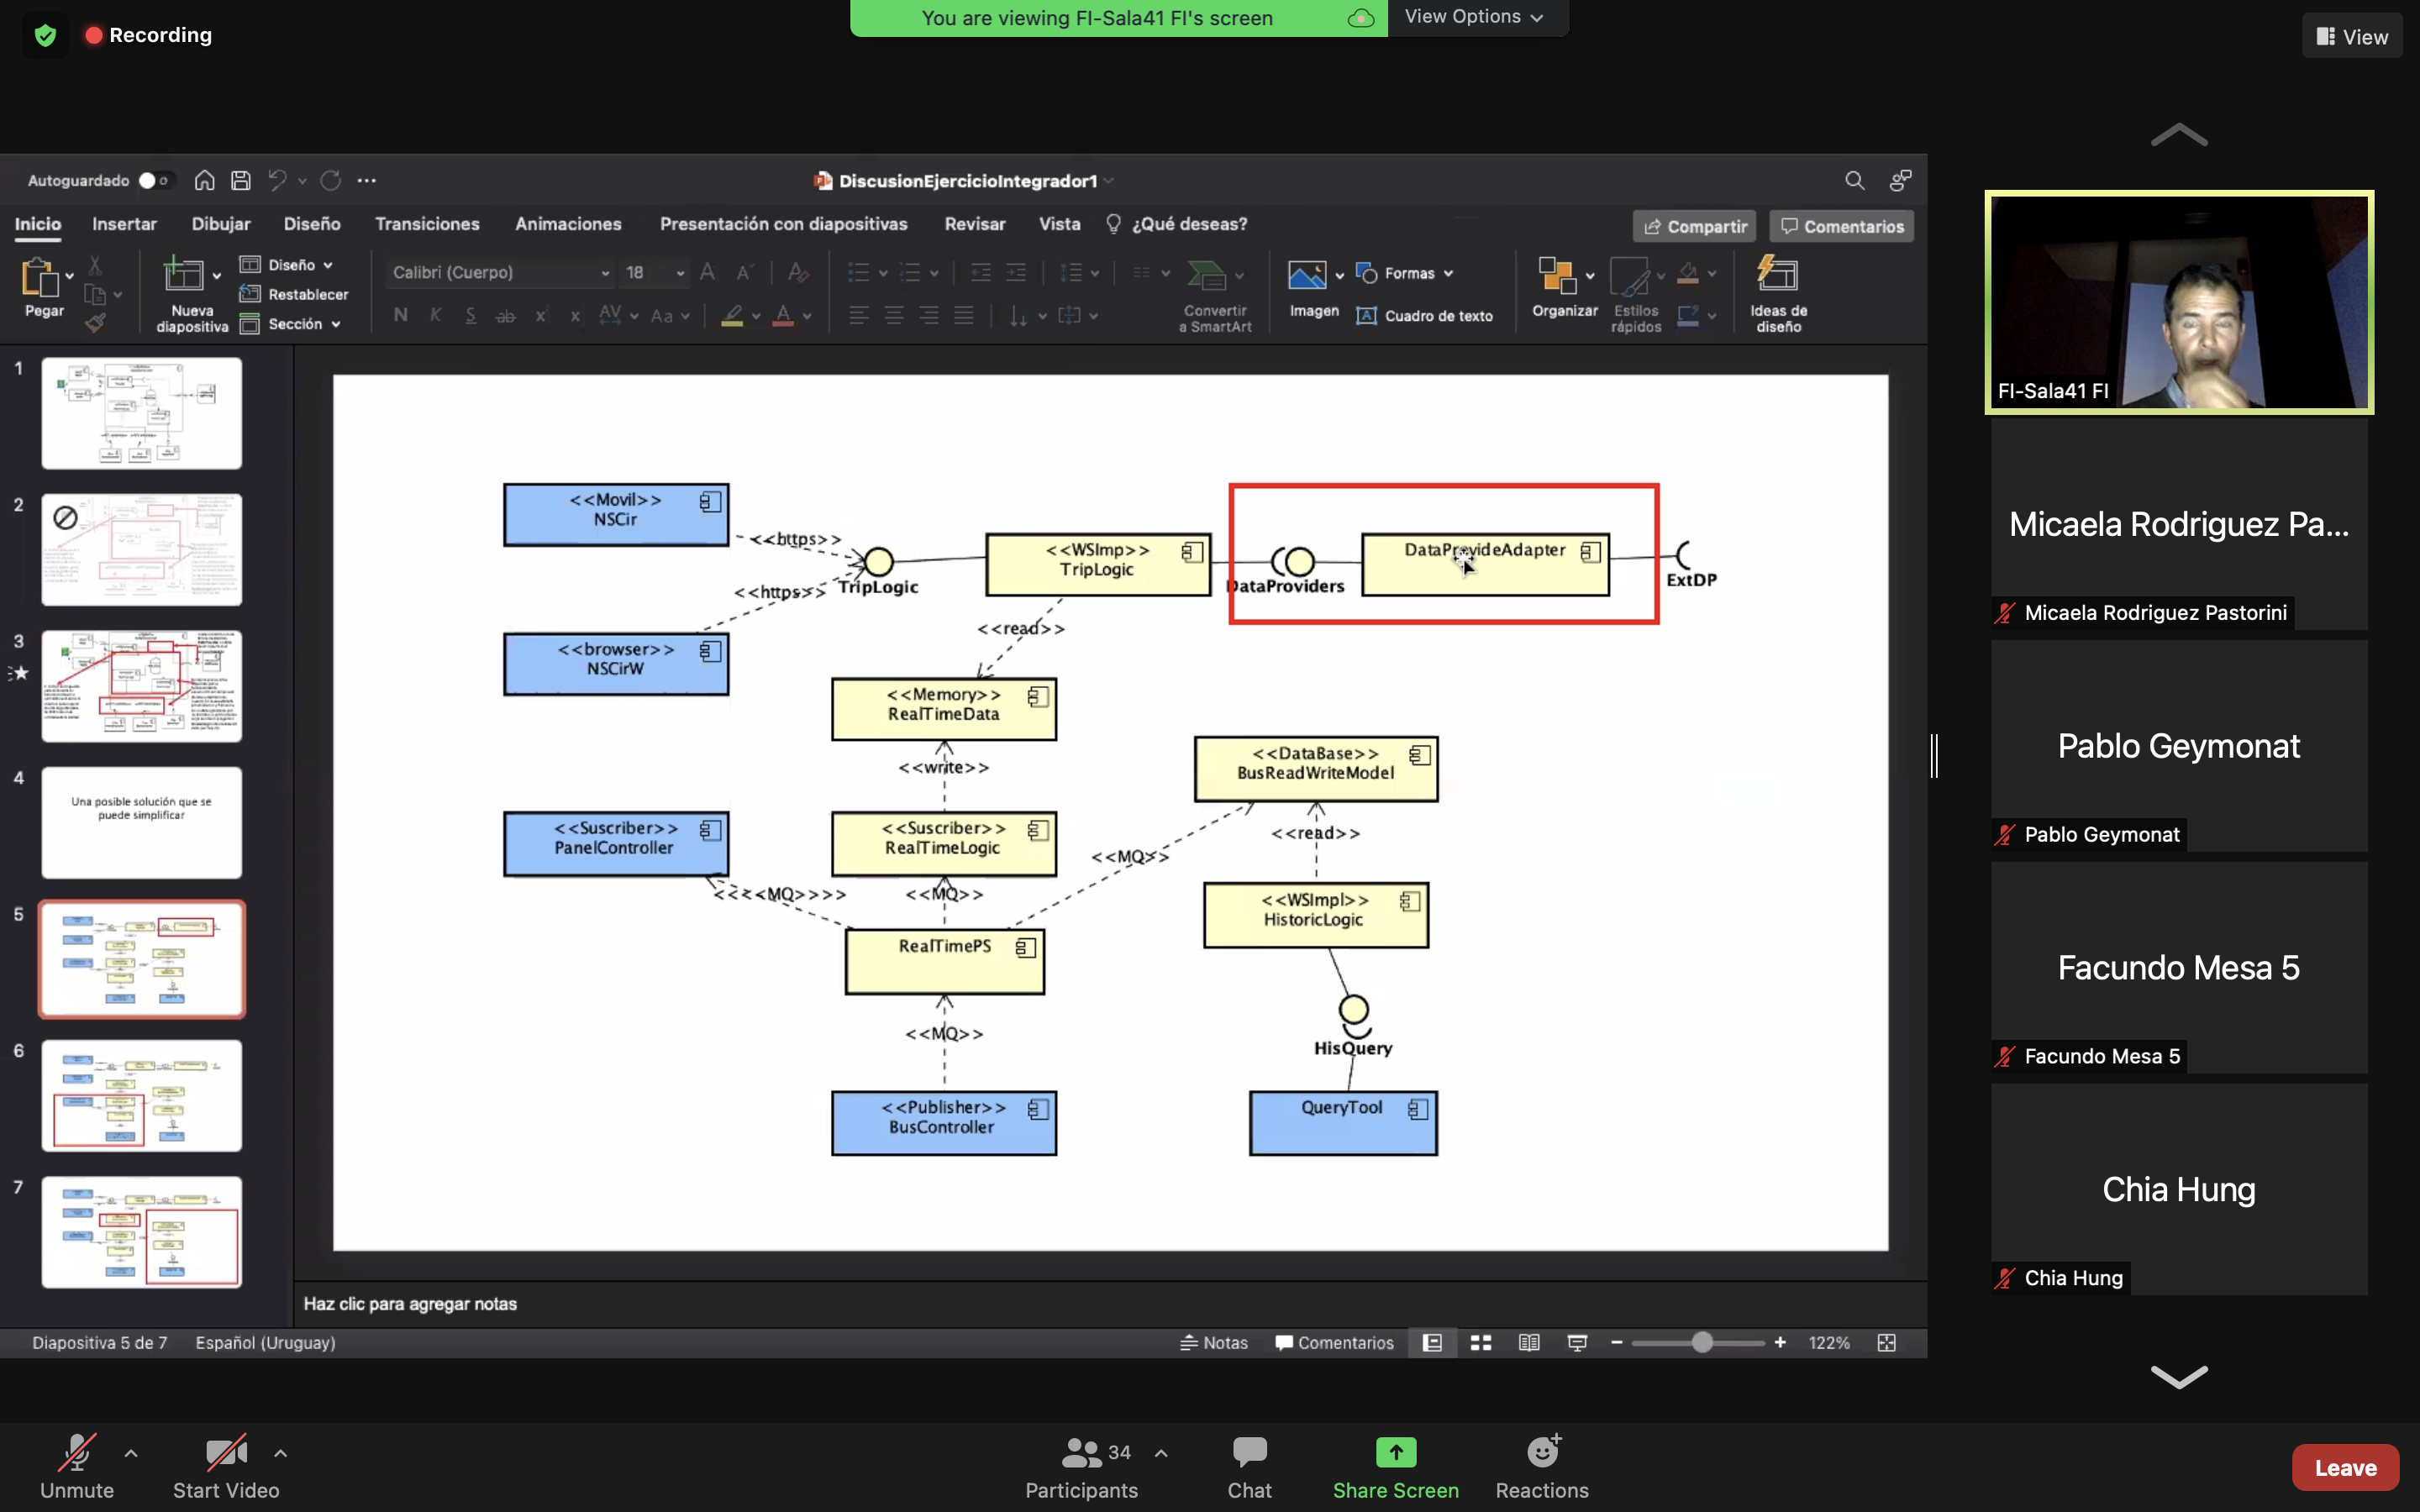 Recording
You are viewing FI-Sala41 FI's screen
View Options
View
Autoguardado
DiscusionEjercicioIntegrador1
Inicio Insertar Dibujar Diseño Transiciones Animaciones Presentación con diapositivas Revisar Vista ¿Qué deseas?
Compartir Comentarios
Pegar
Nueva
diapositiva
Diseño
Restablecer
Sección
Calibri (Cuerpo) 18
N K S ab x x AV Aa A
Convertir
a SmartArt
Imagen
Formas
Cuadro de texto
Organizar
Estilos
rápidos
Ideas de
diseño
1
2
3
4
Una posible solución que se
puede simplificar
5
6
7
<<Movil>>
NSCir
<<https>>
<<https>>
TripLogic
<<WSImp>>
TripLogic
DataProviders
DataProvideAdapter
ExtDP
<<browser>>
NSCirW
<<read>>
<<Memory>>
RealTimeData
<<write>>
<<DataBase>>
BusReadWriteModel
<<Suscriber>>
PanelController
<<Suscriber>>
RealTimeLogic
<<MQ>>
<<read>>
<<<<MQ>>>>
<<MQ>>
<<WSImpl>>
HistoricLogic
RealTimePS
<<MQ>>
HisQuery
<<Publisher>>
BusController
QueryTool
Haz clic para agregar notas
Diapositiva 5 de 7 Español (Uruguay)
Notas Comentarios
122%
FI-Sala41 FI
Micaela Rodriguez Pa...
Micaela Rodriguez Pastorini
Pablo Geymonat
Pablo Geymonat
Facundo Mesa 5
Facundo Mesa 5
Chia Hung
Chia Hung
Unmute
Start Video
34
Participants
Chat
Share Screen
Reactions
Leave